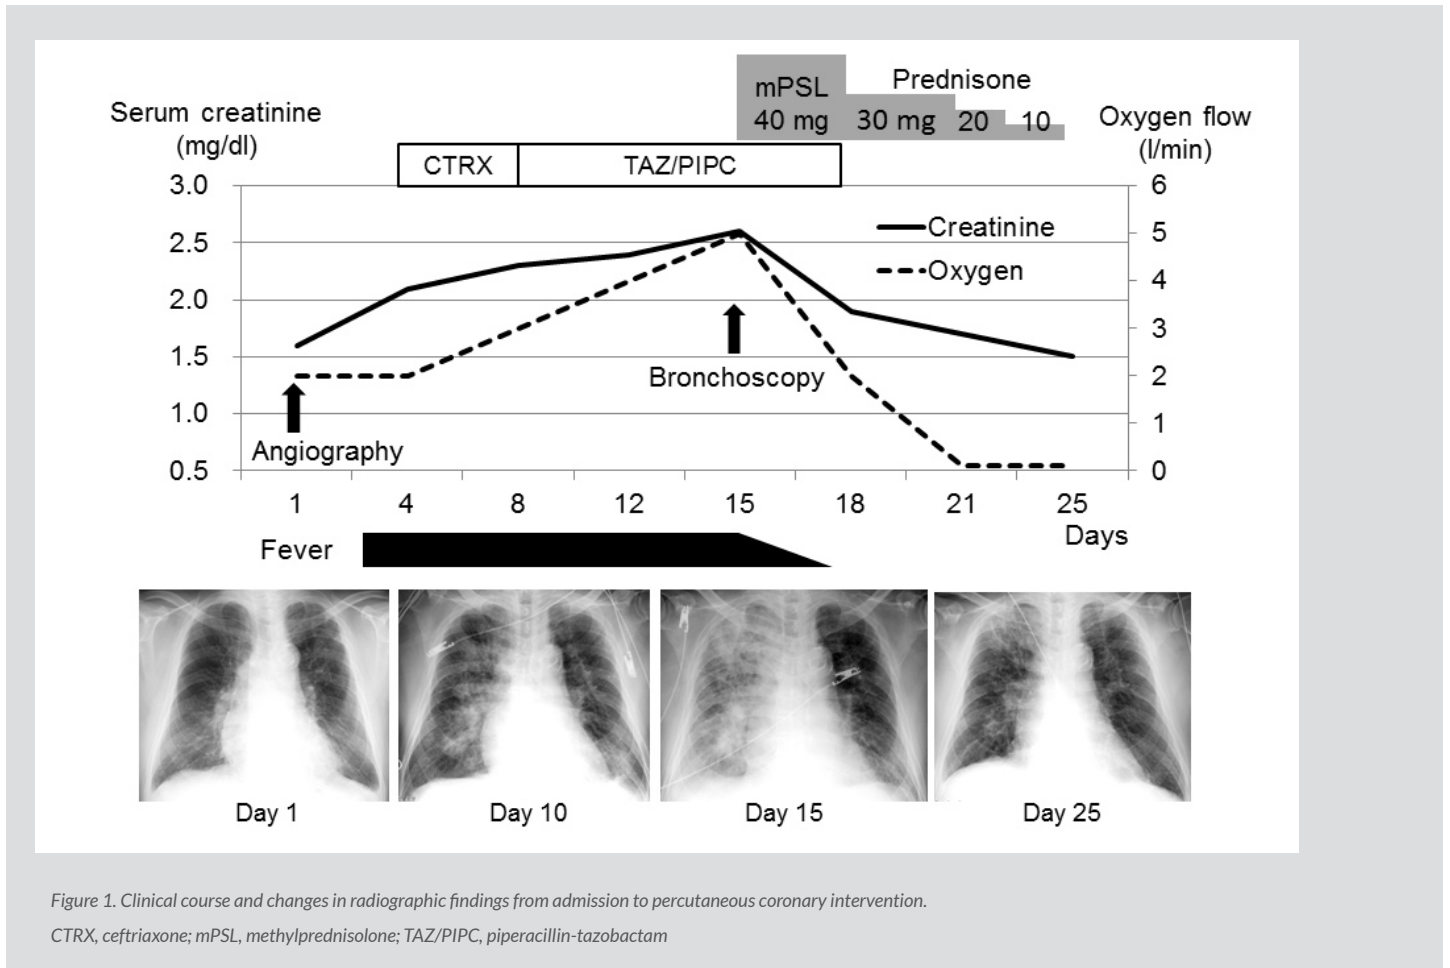 mPSL
Prednisone
40 mg
30 mg
20
10
Serum creatinine
(mg/dl)
Oxygen flow
(l/min)
CTRX
TAZ/PIPC
3.0
2.5
2.0
1.5
1.0
0.5
6
5
4
3
2
1
0
Creatinine
Oxygen
Bronchoscopy
Angiography
1
4
8
12
15
18
21
25
Days
Fever
Day 1
Day 10
Day 15
Day 25
Figure 1. Clinical course and changes in radiographic findings from admission to percutaneous coronary intervention.
CTRX, ceftriaxone; mPSL, methylprednisolone; TAZ/PIPC, piperacillin-tazobactam